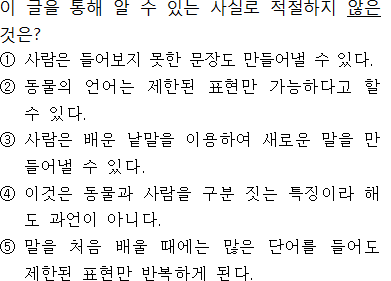 이 글을 통해 알 수 있는 사실로 적절하지 않은
것은?
① 사람은 들어보지 못한 문장도 만들어낼 수 있다.
② 동물의 언어는 제한된 표현만 가능하다고 할
수 있다.
③ 사람은 배운 낱말을 이용하여 새로운 말을 만
들어낼 수 있다.
④ 이것은 동물과 사람을 구분 짓는 특징이라 해
도 과언이 아니다.
⑤ 말을 처음 배울 때에는 많은 단어를 들어도
제한된 표현만 반복하게 된다.